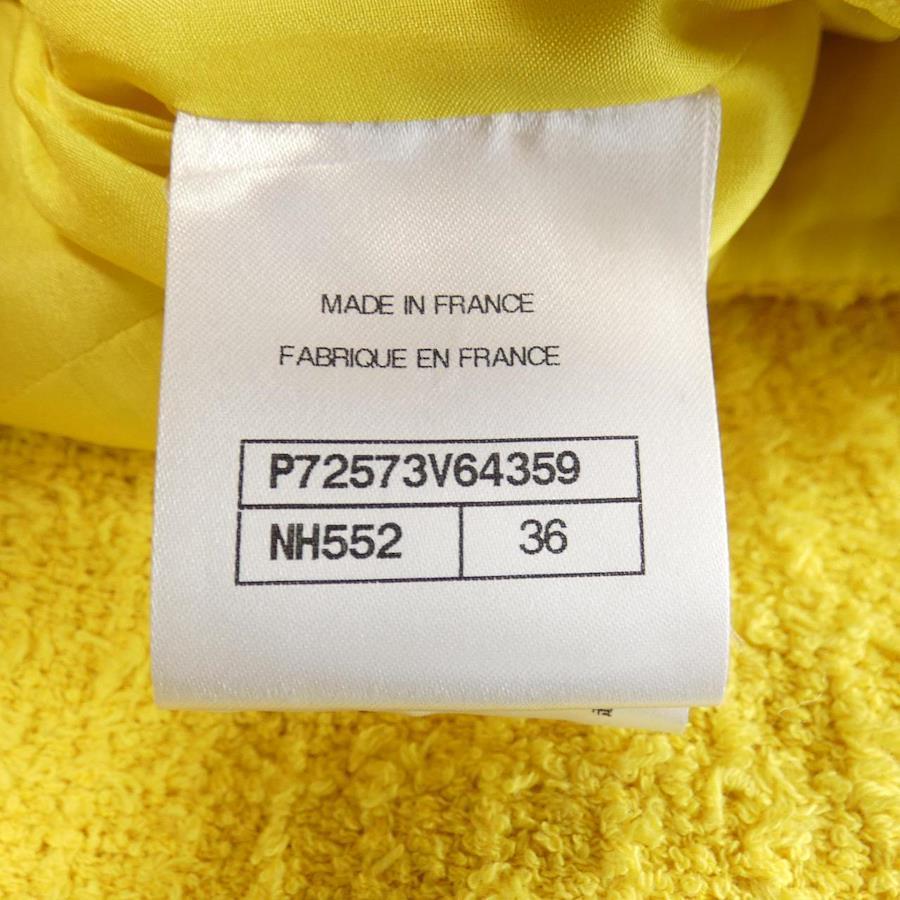 MADE IN FRANCE
FABRIQUE EN FRANCE
P72573V64359
NH552 36